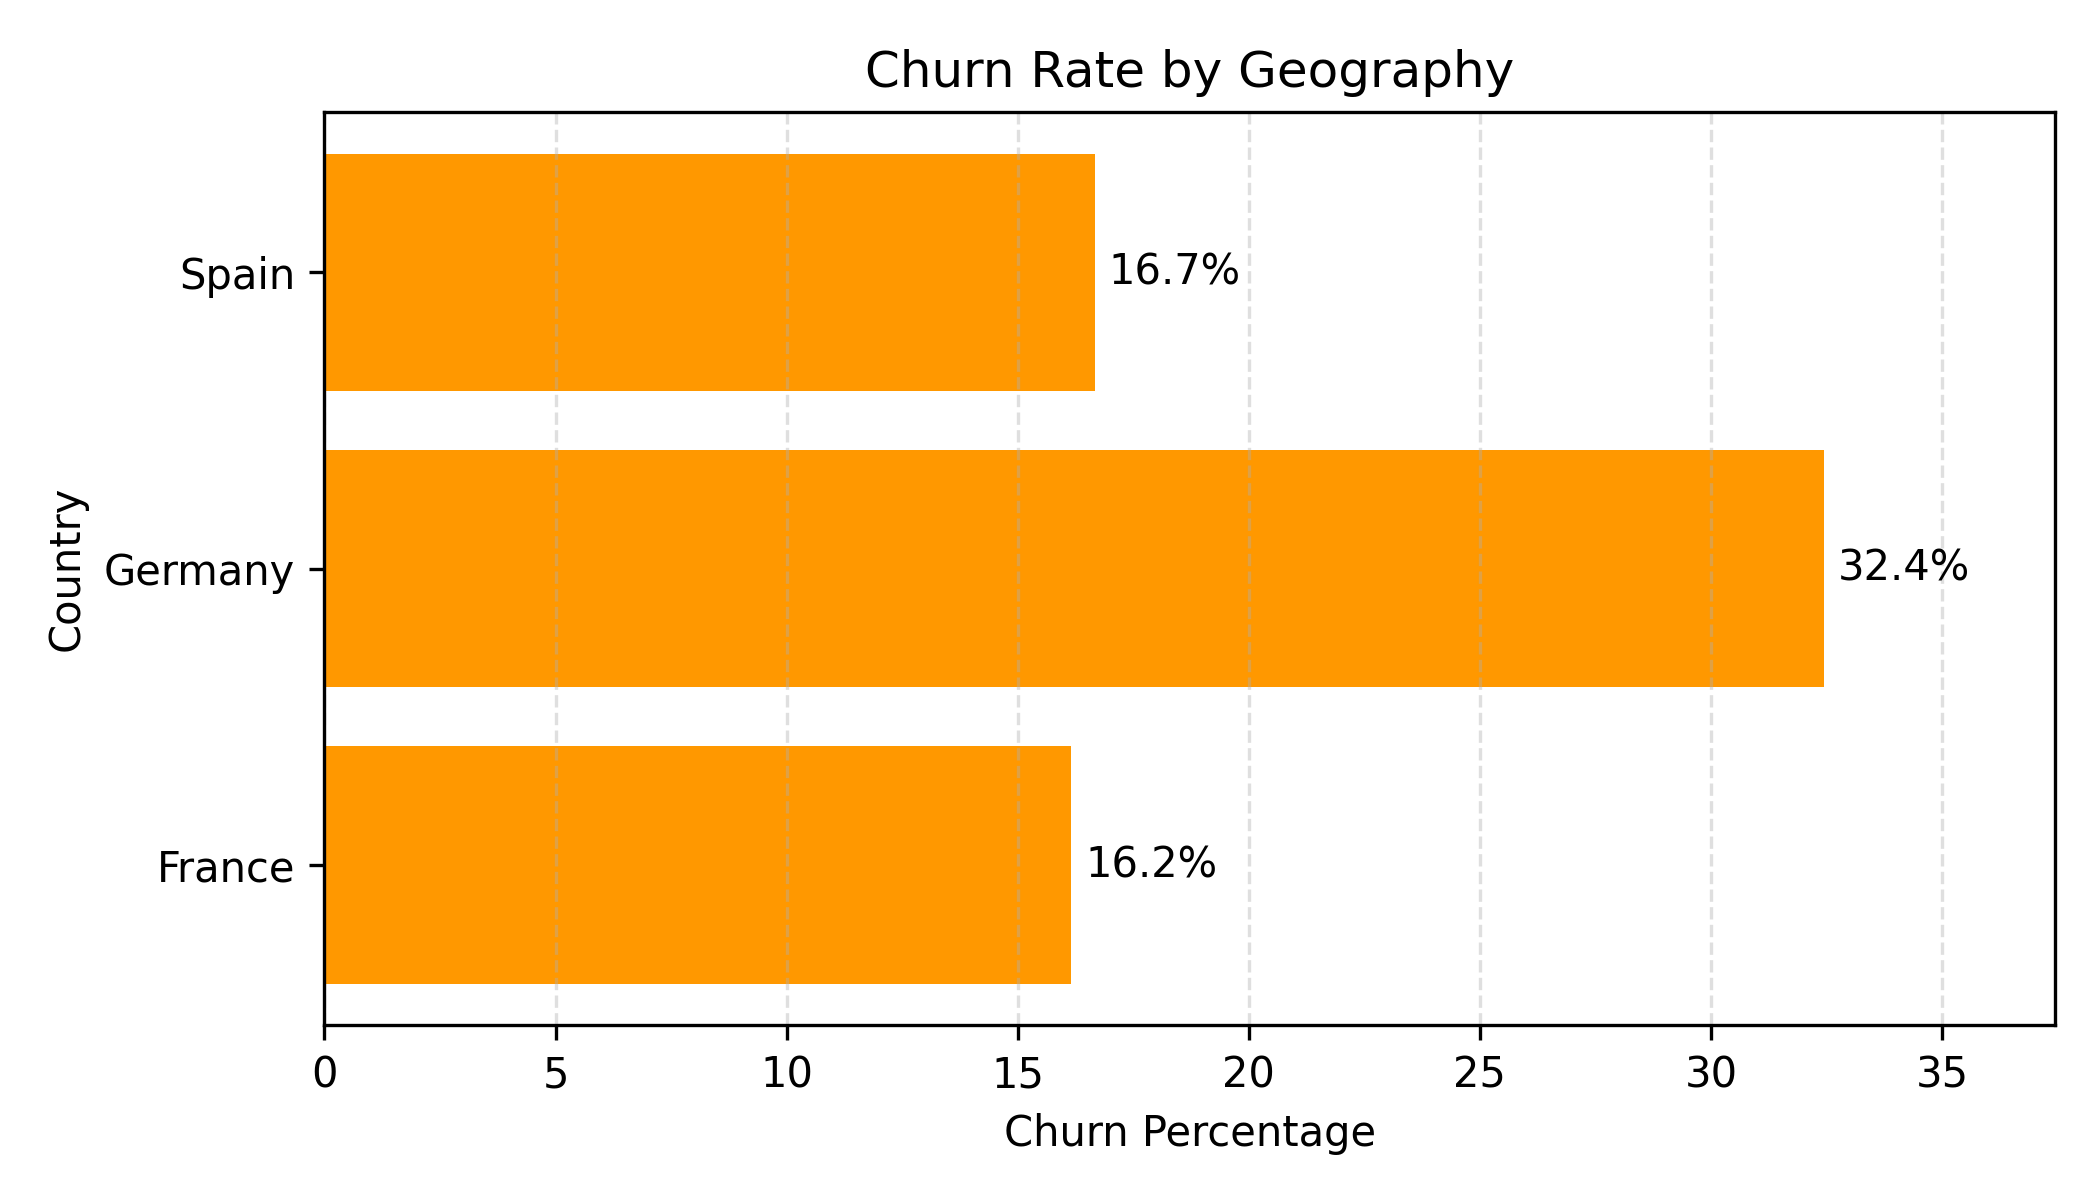 Churn Rate by Geography
Country
Spain
16.7%
Germany
32.4%
France
16.2%
0 5 10 15 20 25 30 35
Churn Percentage